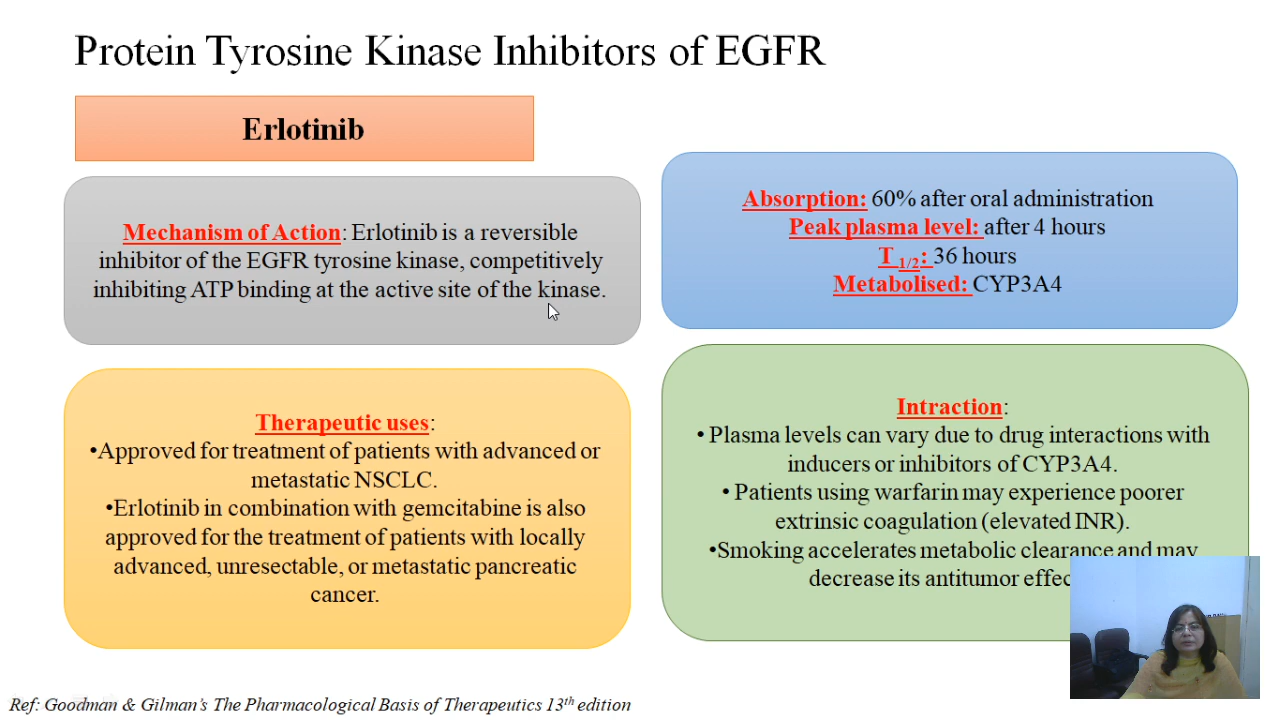 Protein Tyrosine Kinase Inhibitors of EGFR
Erlotinib
Mechanism of Action: Erlotinib is a reversible
inhibitor of the EGFR tyrosine kinase, competitively
inhibiting ATP binding at the active site of the kinase.
Absorption: 60% after oral administration
Peak plasma level: after 4 hours
T 1/2: 36 hours
Metabolised: CYP3A4
Therapeutic uses:
•Approved for treatment of patients with advanced or
metastatic NSCLC.
•Erlotinib in combination with gemcitabine is also
approved for the treatment of patients with locally
advanced, unresectable, or metastatic pancreatic
cancer.
Intraction:
• Plasma levels can vary due to drug interactions with
inducers or inhibitors of CYP3A4.
• Patients using warfarin may experience poorer
extrinsic coagulation (elevated INR).
•Smoking accelerates metabolic clearance and may
decrease its antitumor
Ref: Goodman & Gilman's The Pharmacological Basis of Therapeutics 13th edition